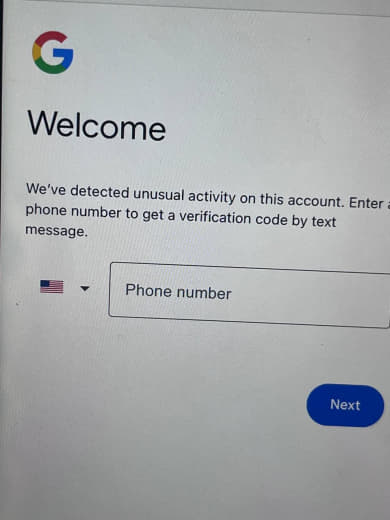 Welcome
We've detected unusual activity on this account. Enter a
phone number to get a verification code by text
message.
Phone number
Next